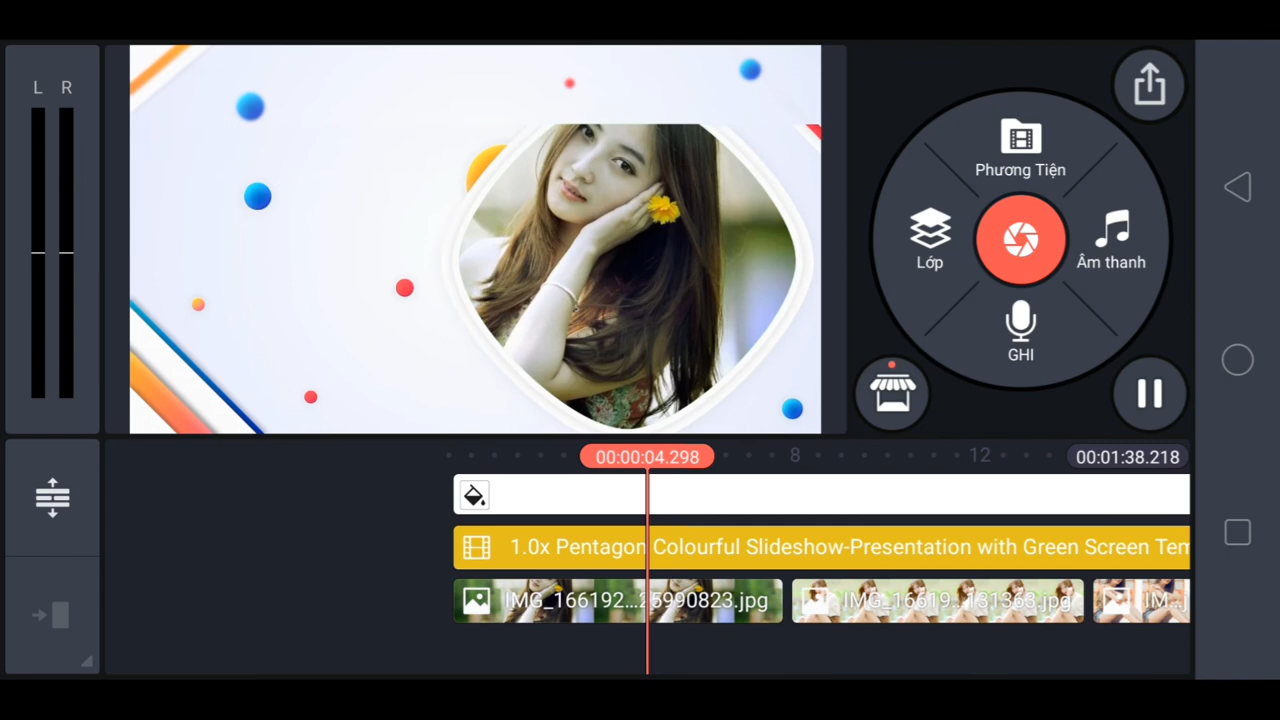 L R
Phương Tiện
Lớp
Âm thanh
GHI
00:00:04.298
8
12
00:01:38.218
1.0x Pentagon Colourful Slideshow-Presentation with Green Screen Tem
IMG_166192...25990823.jpg
IMG_16619...131363.jpg
IM...j